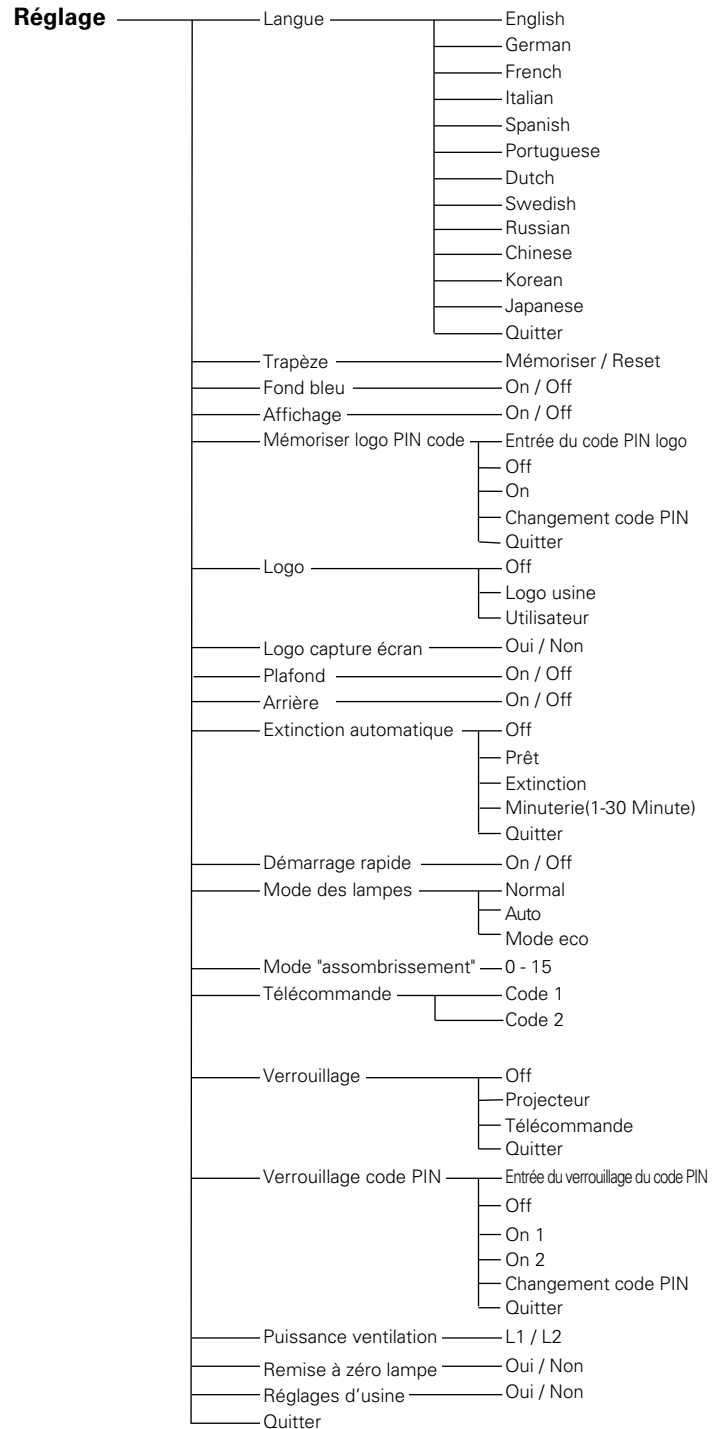 Réglage
Langue
English
German
French
Italian
Spanish
Portuguese
Dutch
Swedish
Russian
Chinese
Korean
Japanese
Quitter
Trapèze
Mémoriser / Reset
Fond bleu
On / Off
Affichage
On / Off
Mémoriser logo PIN code
Entrée du code PIN logo
Off
On
Changement code PIN
Quitter
Logo
Off
Logo usine
Utilisateur
Logo capture écran
Oui / Non
Plafond
On / Off
Arrière
On / Off
Extinction automatique
Off
Prêt
Extinction
Minuterie(1-30 Minute)
Quitter
Démarrage rapide
On / Off
Mode des lampes
Normal
Auto
Mode eco
Mode "assombrissement"
0 - 15
Télécommande
Code 1
Code 2
Verrouillage
Off
Projecteur
Télécommande
Quitter
Verrouillage code PIN
Entrée du verrouillage du code PIN
Off
On 1
On 2
Changement code PIN
Quitter
Puissance ventilation
L1 / L2
Remise à zéro lampe
Oui / Non
Réglages d’usine
Oui / Non
Quitter